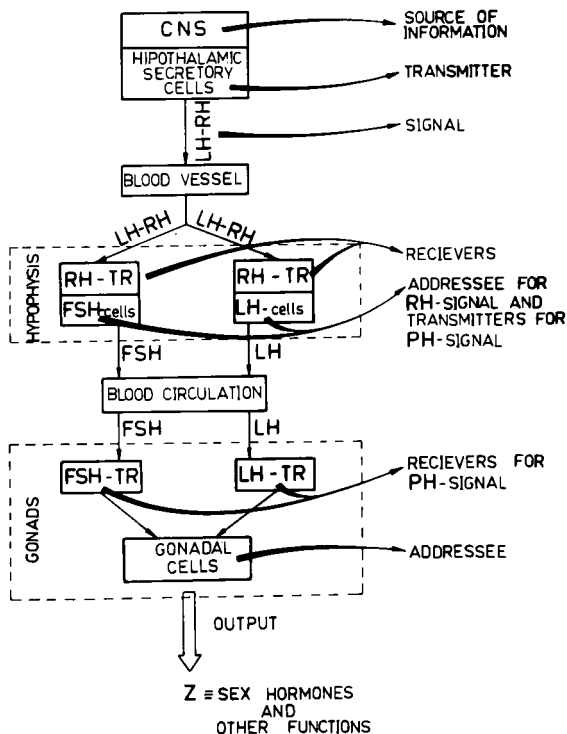 CNS
SOURCE OF
INFORMATION
HIPOTHALAMIC
SECRETORY
CELLS
TRANSMITTER
LH-RH
SIGNAL
BLOOD VESSEL
LH-RH
LH-RH
HYPOPHYSIS
RH-TR
RH-TR
RECIEVERS
FSH-cells
LH-cells
ADDRESSEE FOR
RH-SIGNAL AND
TRANSMITTERS FOR
PH-SIGNAL
FSH
LH
BLOOD CIRCULATION
FSH
LH
GONADS
FSH-TR
LH-TR
RECIEVERS FOR
PH-SIGNAL
GONADAL
CELLS
ADDRESSEE
OUTPUT
Z ≡ SEX HORMONES
AND
OTHER FUNCTIONS